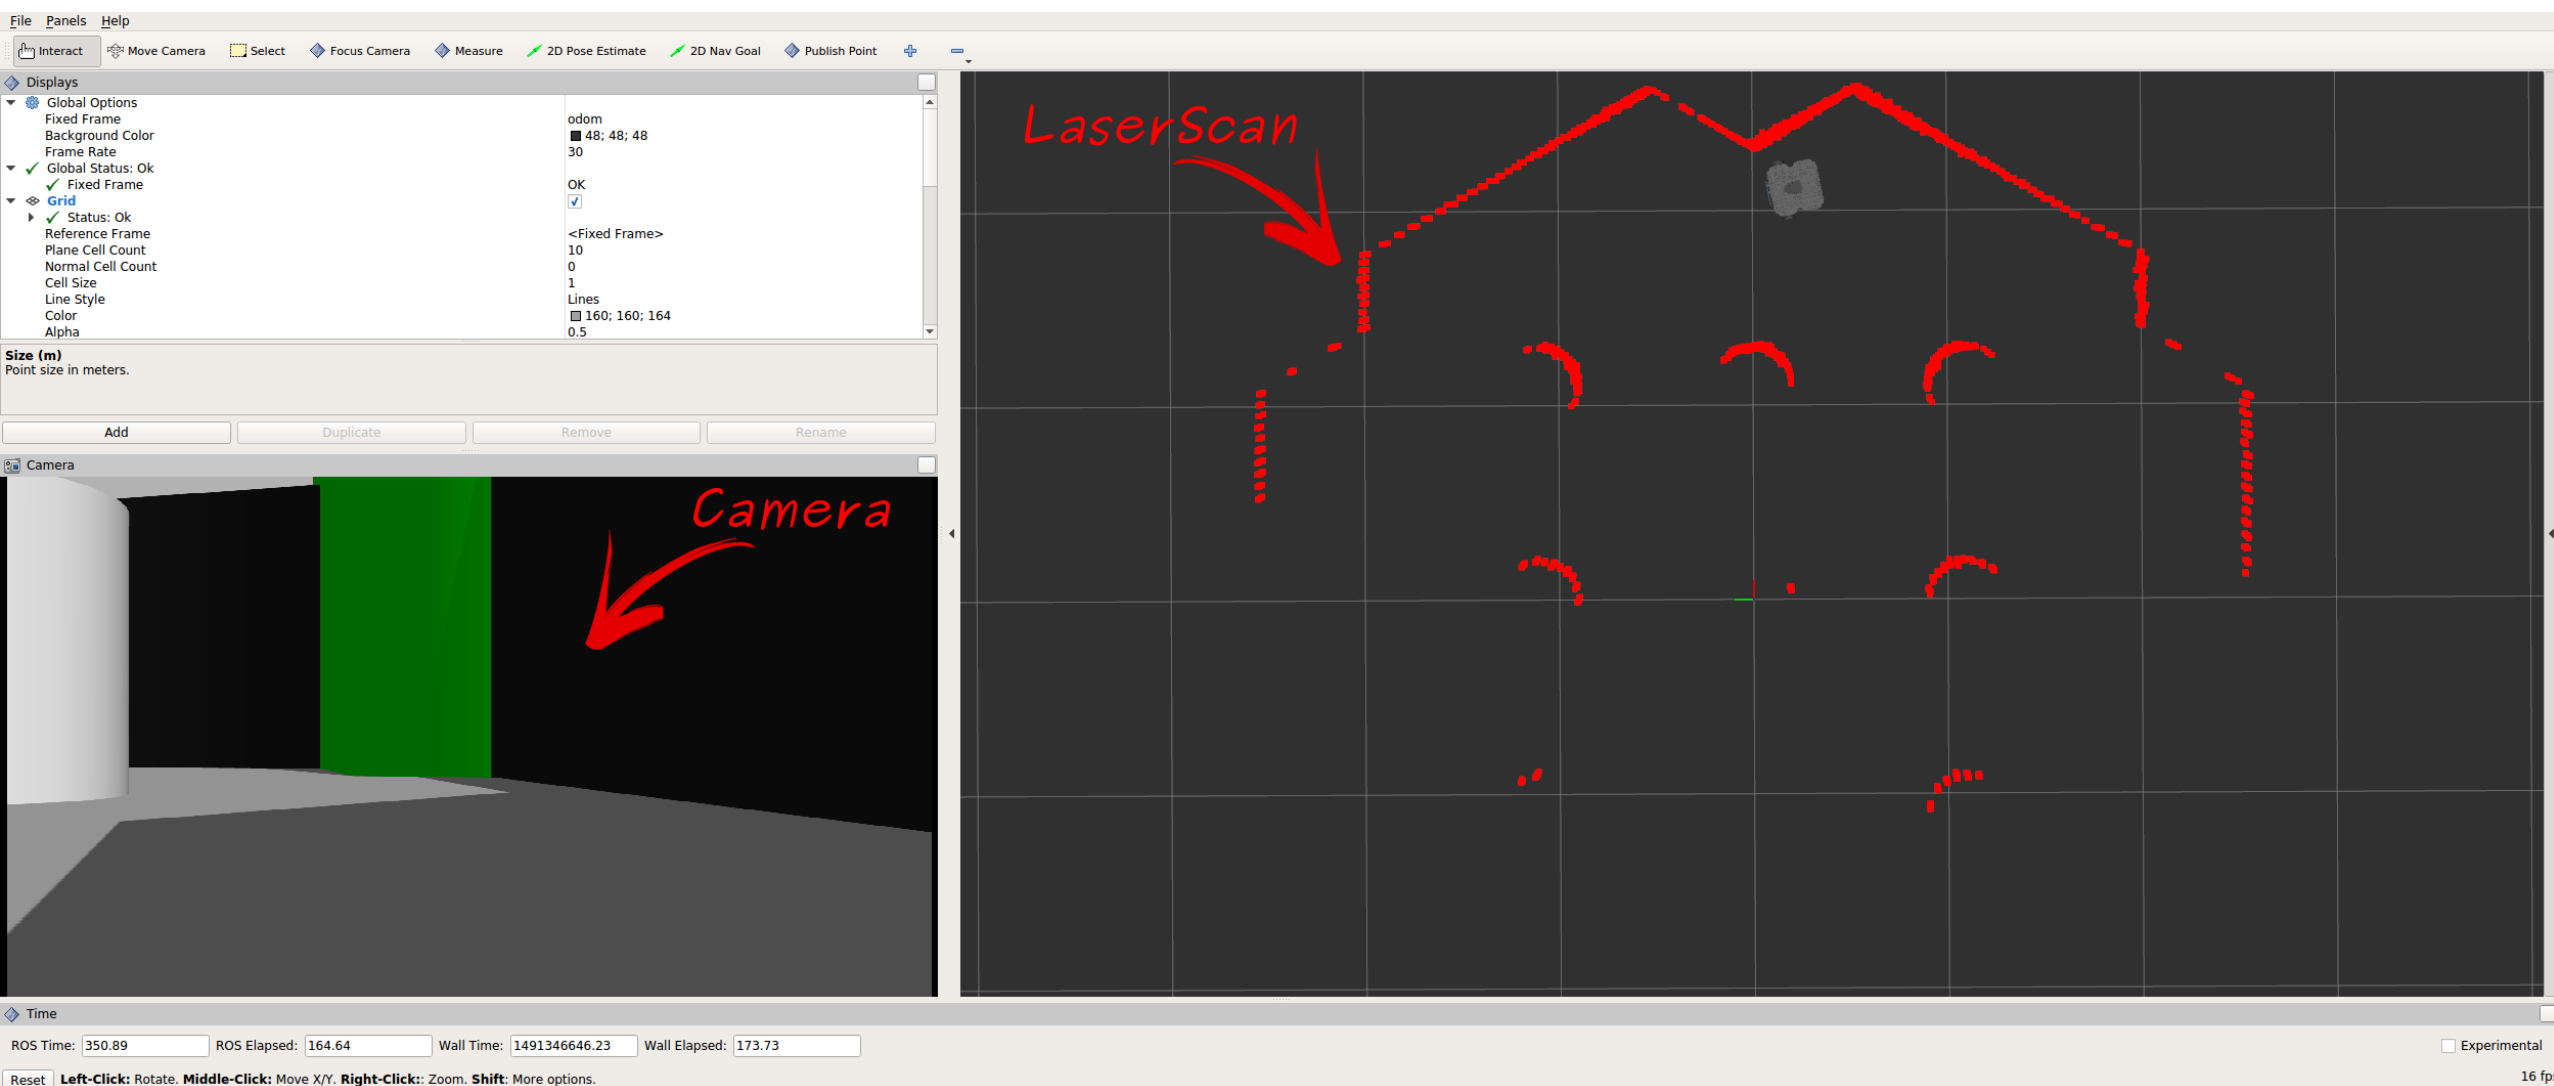 File Panels Help
Interact Move Camera Select Focus Camera Measure 2D Pose Estimate 2D Nav Goal Publish Point
Displays
Global Options
Fixed Frame odom
Background Color 48; 48; 48
Frame Rate 30
Global Status: Ok
Fixed Frame OK
Grid
Status: Ok
Reference Frame <Fixed Frame>
Plane Cell Count 10
Normal Cell Count 0
Cell Size 1
Line Style Lines
Color 160; 160; 164
Alpha 0.5
Size (m)
Point size in meters.
Add Duplicate Remove Rename
Camera
Camera
LaserScan
Time
ROS Time: 350.89 ROS Elapsed: 164.64 Wall Time: 1491346646.23 Wall Elapsed: 173.73 Experimental
Reset Left-Click: Rotate. Middle-Click: Move X/Y. Right-Click:: Zoom. Shift: More options. 16 fp